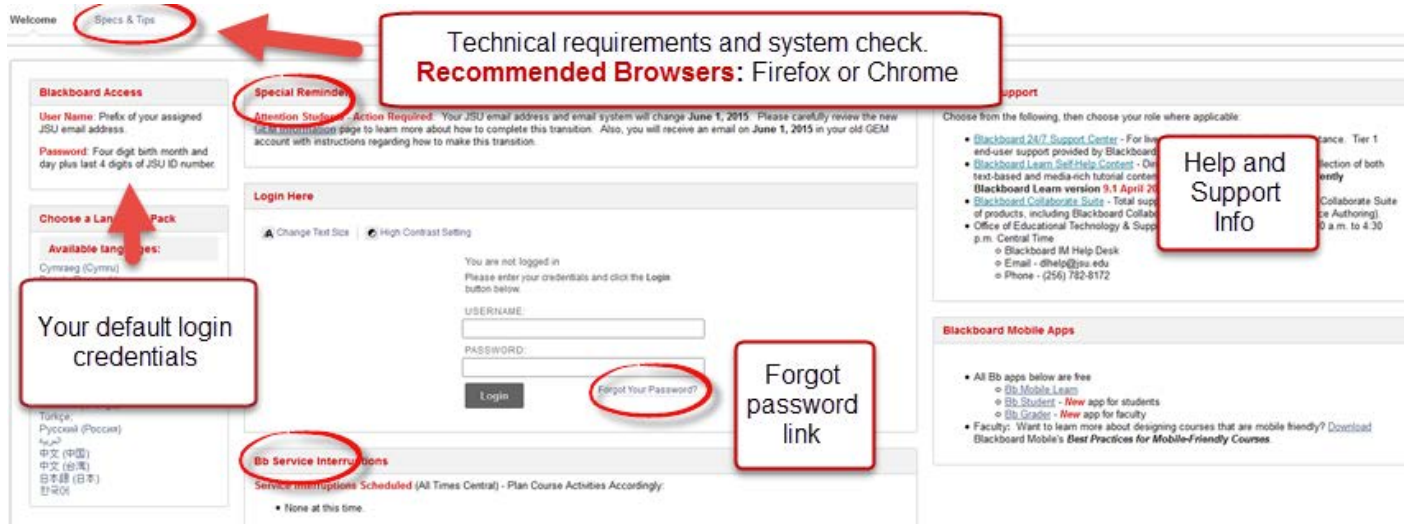 Welcome
Specs & Tips
Technical requirements and system check.
Recommended Browsers: Firefox or Chrome
Blackboard Access
User Name: Prefix of your assigned
JSU email address.
Password: Four digit birth month and
day plus last 4 digits of JSU ID number.
Choose a Pack
Available languages:
Cymraeg (Cymru)
Your default login
credentials
Türkçe;
Русский (Россия)
العربية
中文 (中国)
中文 (台湾)
日本語 (日本)
한국어
Special Reminder
Attention Students - Action Required: Your JSU email address and email system will change June 1, 2015. Please carefully review the new
GEM Information page to learn more about how to complete this transition. Also, you will receive an email on June 1, 2015 in your old GEM
account with instructions regarding how to make this transition.
Login Here
Change Text Size
High Contrast Setting
You are not logged in
Please enter your credentials and click the Login
button below.
USERNAME:
PASSWORD:
Login
Forgot Your Password?
Forgot
password
link
Bb Service Interruptions
Service Interruptions Scheduled (All Times Central) - Plan Course Activities Accordingly:
None at this time.
Support
Choose from the following, then choose your role where applicable:
Blackboard 24/7 Support Center - For Tier 1
end-user support provided by Blackboard
Blackboard Learn Self-Help Content - of both
text-based and media-rich tutorial
Blackboard Learn version 9.1 April
Blackboard Collaborate Suite - Total Collaborate Suite
of products, including Blackboard Authoring).
Office of Educational Technology & a.m. to 4:30
p.m. Central Time
Blackboard IM Help Desk
Email - dlhelp@jsu.edu
Phone - (256) 782-8172
Help and
Support
Info
Blackboard Mobile Apps
All Bb apps below are free
Bb Mobile Learn
Bb Student - New app for students
Bb Grader - New app for faculty
Faculty: Want to learn more about designing courses that are mobile friendly? Download
Blackboard Mobile's Best Practices for Mobile-Friendly Courses.